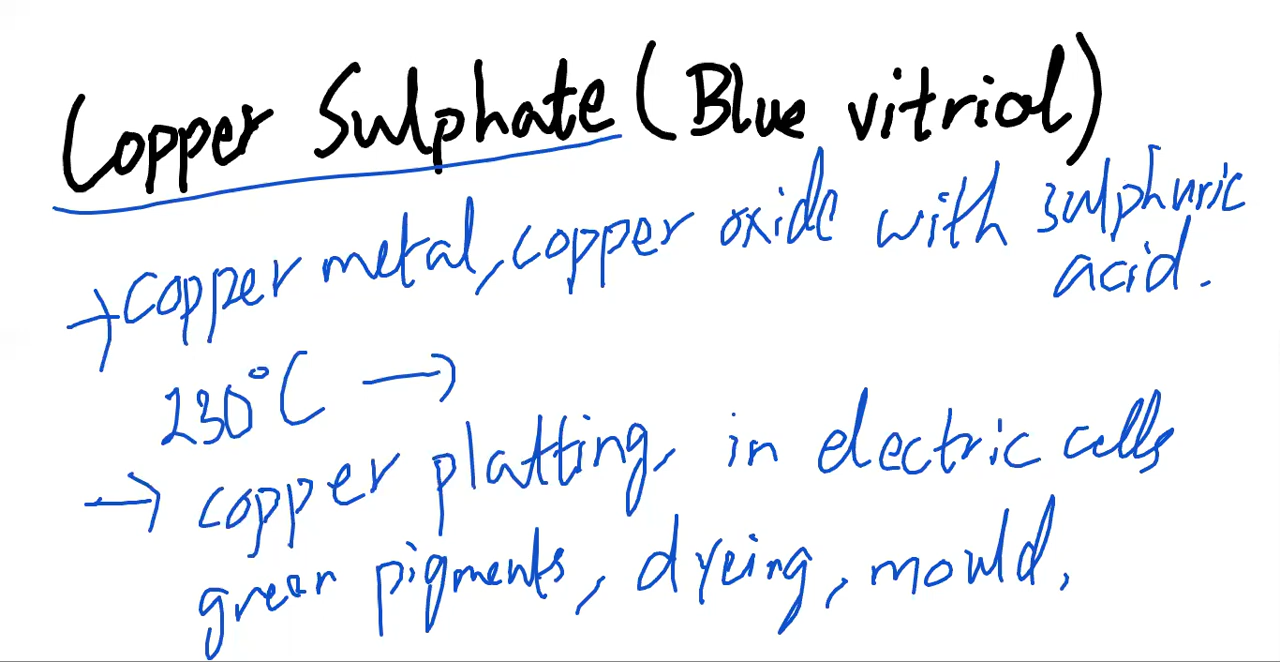 Copper Sulphate (Blue vitriol)
→ copper metal, copper oxide with sulphuric
acid.
230°C →
→ copper platting, in electric cells
green pigments, dyeing, mould,